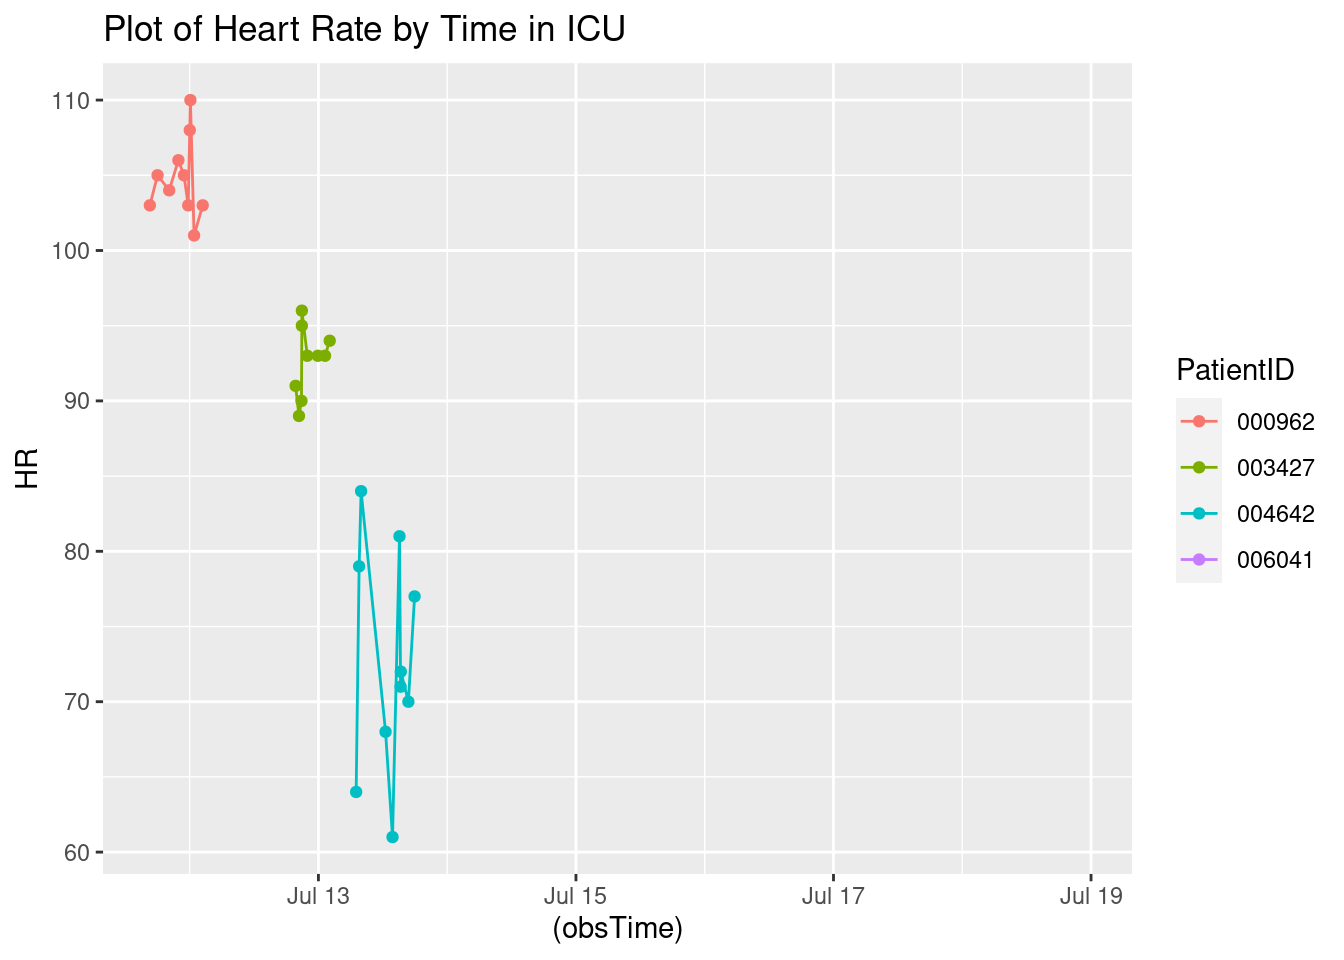 Plot of Heart Rate by Time in ICU
110
100
90
80
70
60
HR
Jul 13
Jul 15
Jul 17
Jul 19
(obsTime)
PatientID
000962
003427
004642
006041